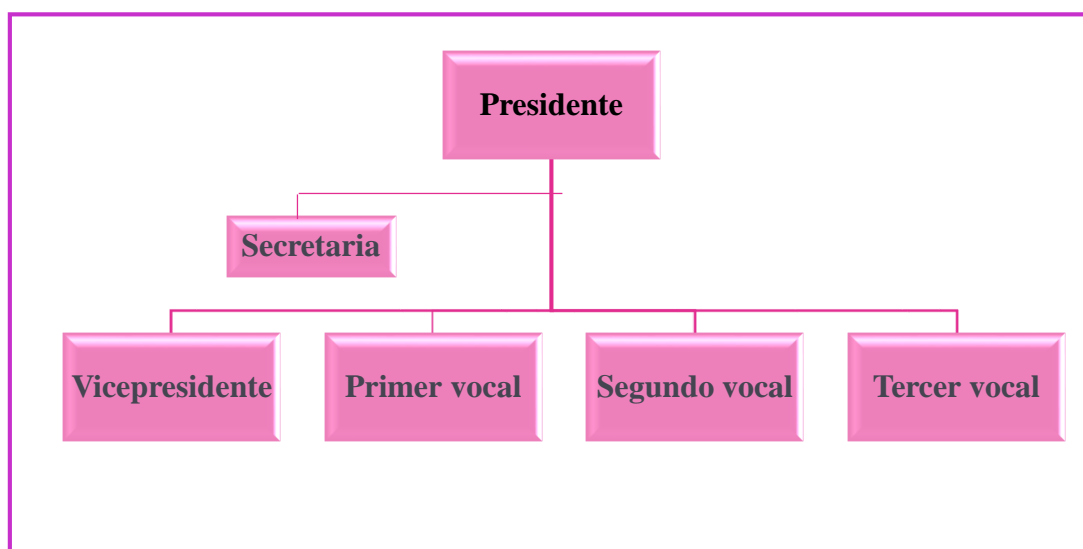 Presidente
Secretaria
Vicepresidente
Primer vocal
Segundo vocal
Tercer vocal